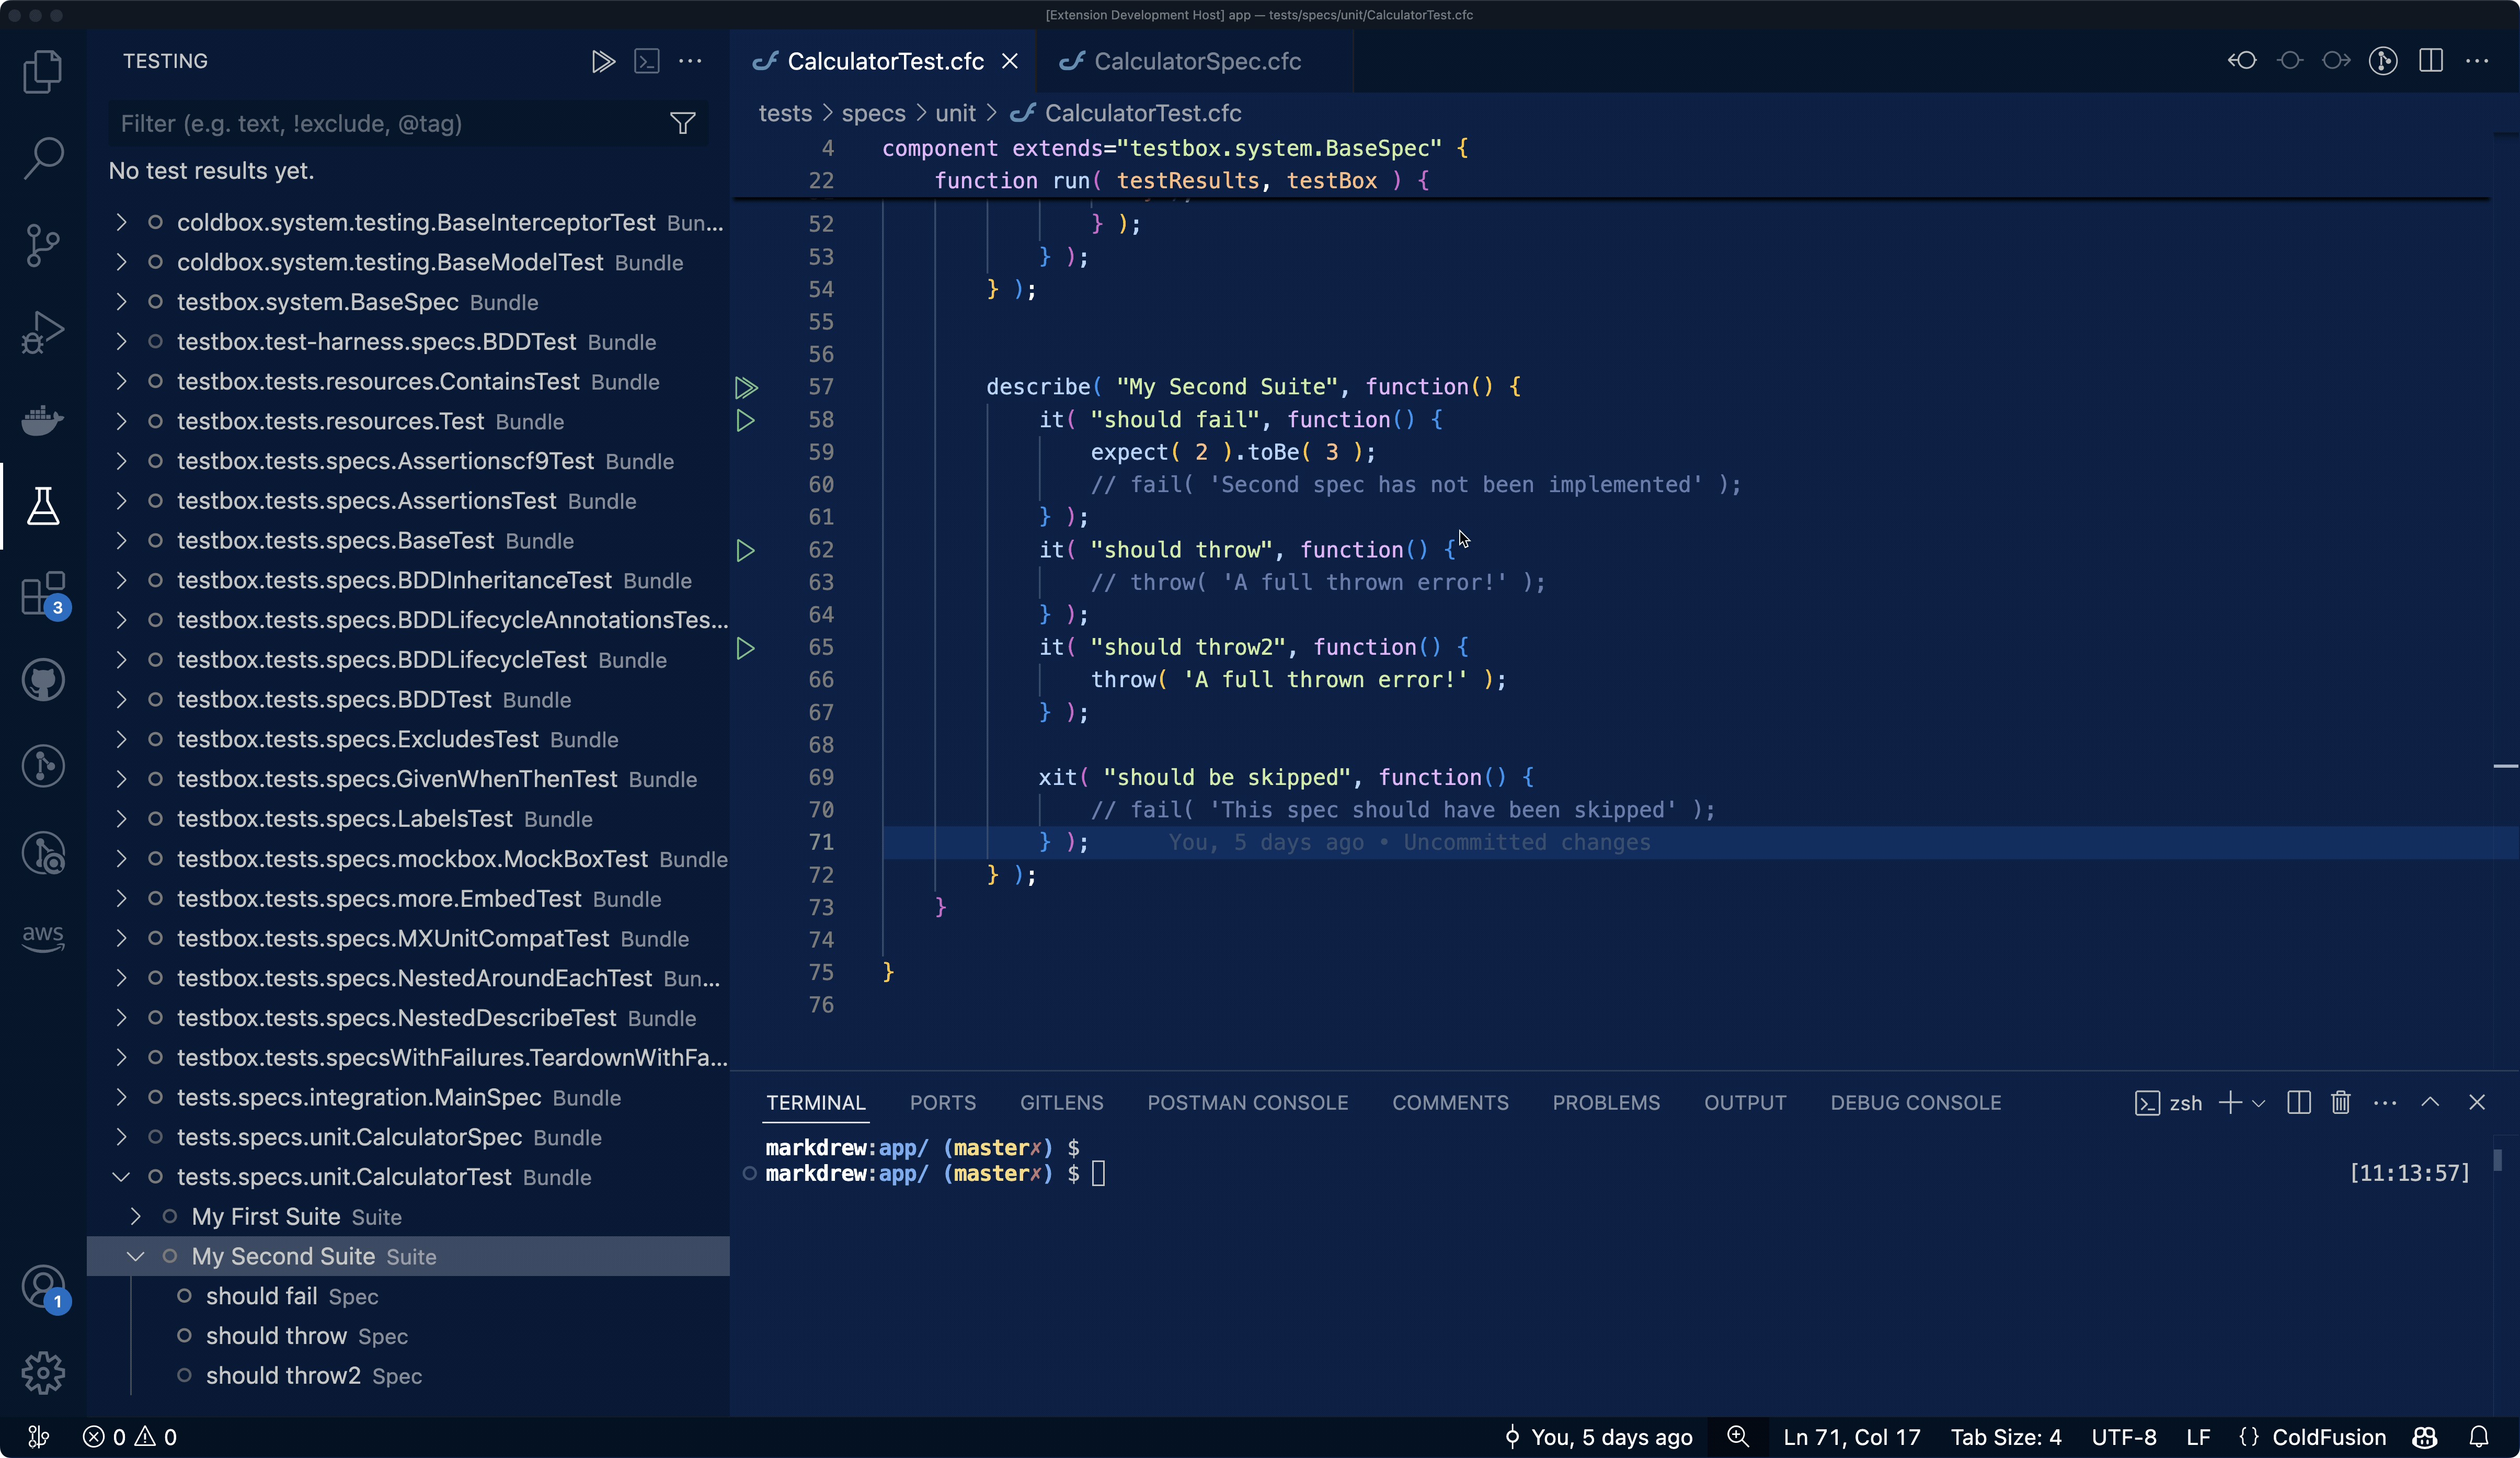 [Extension Development Host] app — tests/specs/unit/CalculatorTest.cfc
TESTING
Filter (e.g. text, !exclude, @tag)
No test results yet.
coldbox.system.testing.BaseInterceptorTest Bun...
coldbox.system.testing.BaseModelTest Bundle
testbox.system.BaseSpec Bundle
testbox.test-harness.specs.BDDTest Bundle
testbox.tests.resources.ContainsTest Bundle
testbox.tests.resources.Test Bundle
testbox.tests.specs.Assertionscf9Test Bundle
testbox.tests.specs.AssertionsTest Bundle
testbox.tests.specs.BaseTest Bundle
testbox.tests.specs.BDDInheritanceTest Bundle
testbox.tests.specs.BDDLifecycleAnnotationsTes...
testbox.tests.specs.BDDLifecycleTest Bundle
testbox.tests.specs.BDDTest Bundle
testbox.tests.specs.ExcludesTest Bundle
testbox.tests.specs.GivenWhenThenTest Bundle
testbox.tests.specs.LabelsTest Bundle
testbox.tests.specs.mockbox.MockBoxTest Bundle
testbox.tests.specs.more.EmbedTest Bundle
testbox.tests.specs.MXUnitCompatTest Bundle
testbox.tests.specs.NestedAroundEachTest Bun...
testbox.tests.specs.NestedDescribeTest Bundle
testbox.tests.specsWithFailures.TeardownWithFa...
tests.specs.integration.MainSpec Bundle
tests.specs.unit.CalculatorSpec Bundle
tests.specs.unit.CalculatorTest Bundle
My First Suite Suite
My Second Suite Suite
should fail Spec
should throw Spec
should throw2 Spec
3
aws
1
CalculatorTest.cfc
CalculatorSpec.cfc
tests > specs > unit > CalculatorTest.cfc
4 component extends="testbox.system.BaseSpec" {
22 function run( testResults, testBox ) {
52 } );
53 } );
54 } );
55
56
57 describe( "My Second Suite", function() {
58 it( "should fail", function() {
59 expect( 2 ).toBe( 3 );
60 // fail( 'Second spec has not been implemented' );
61 } );
62 it( "should throw", function() {
63 // throw( 'A full thrown error!' );
64 } );
65 it( "should throw2", function() {
66 throw( 'A full thrown error!' );
67 } );
68
69 xit( "should be skipped", function() {
70 // fail( 'This spec should have been skipped' );
71 } ); You, 5 days ago • Uncommitted changes
72 } );
73 }
74
75 }
76
TERMINAL PORTS GITLENS POSTMAN CONSOLE COMMENTS PROBLEMS OUTPUT DEBUG CONSOLE zsh
markdrew:app/ (master✗) $
markdrew:app/ (master✗) $ [11:13:57]
0 0 You, 5 days ago Ln 71, Col 17 Tab Size: 4 UTF-8 LF {} ColdFusion